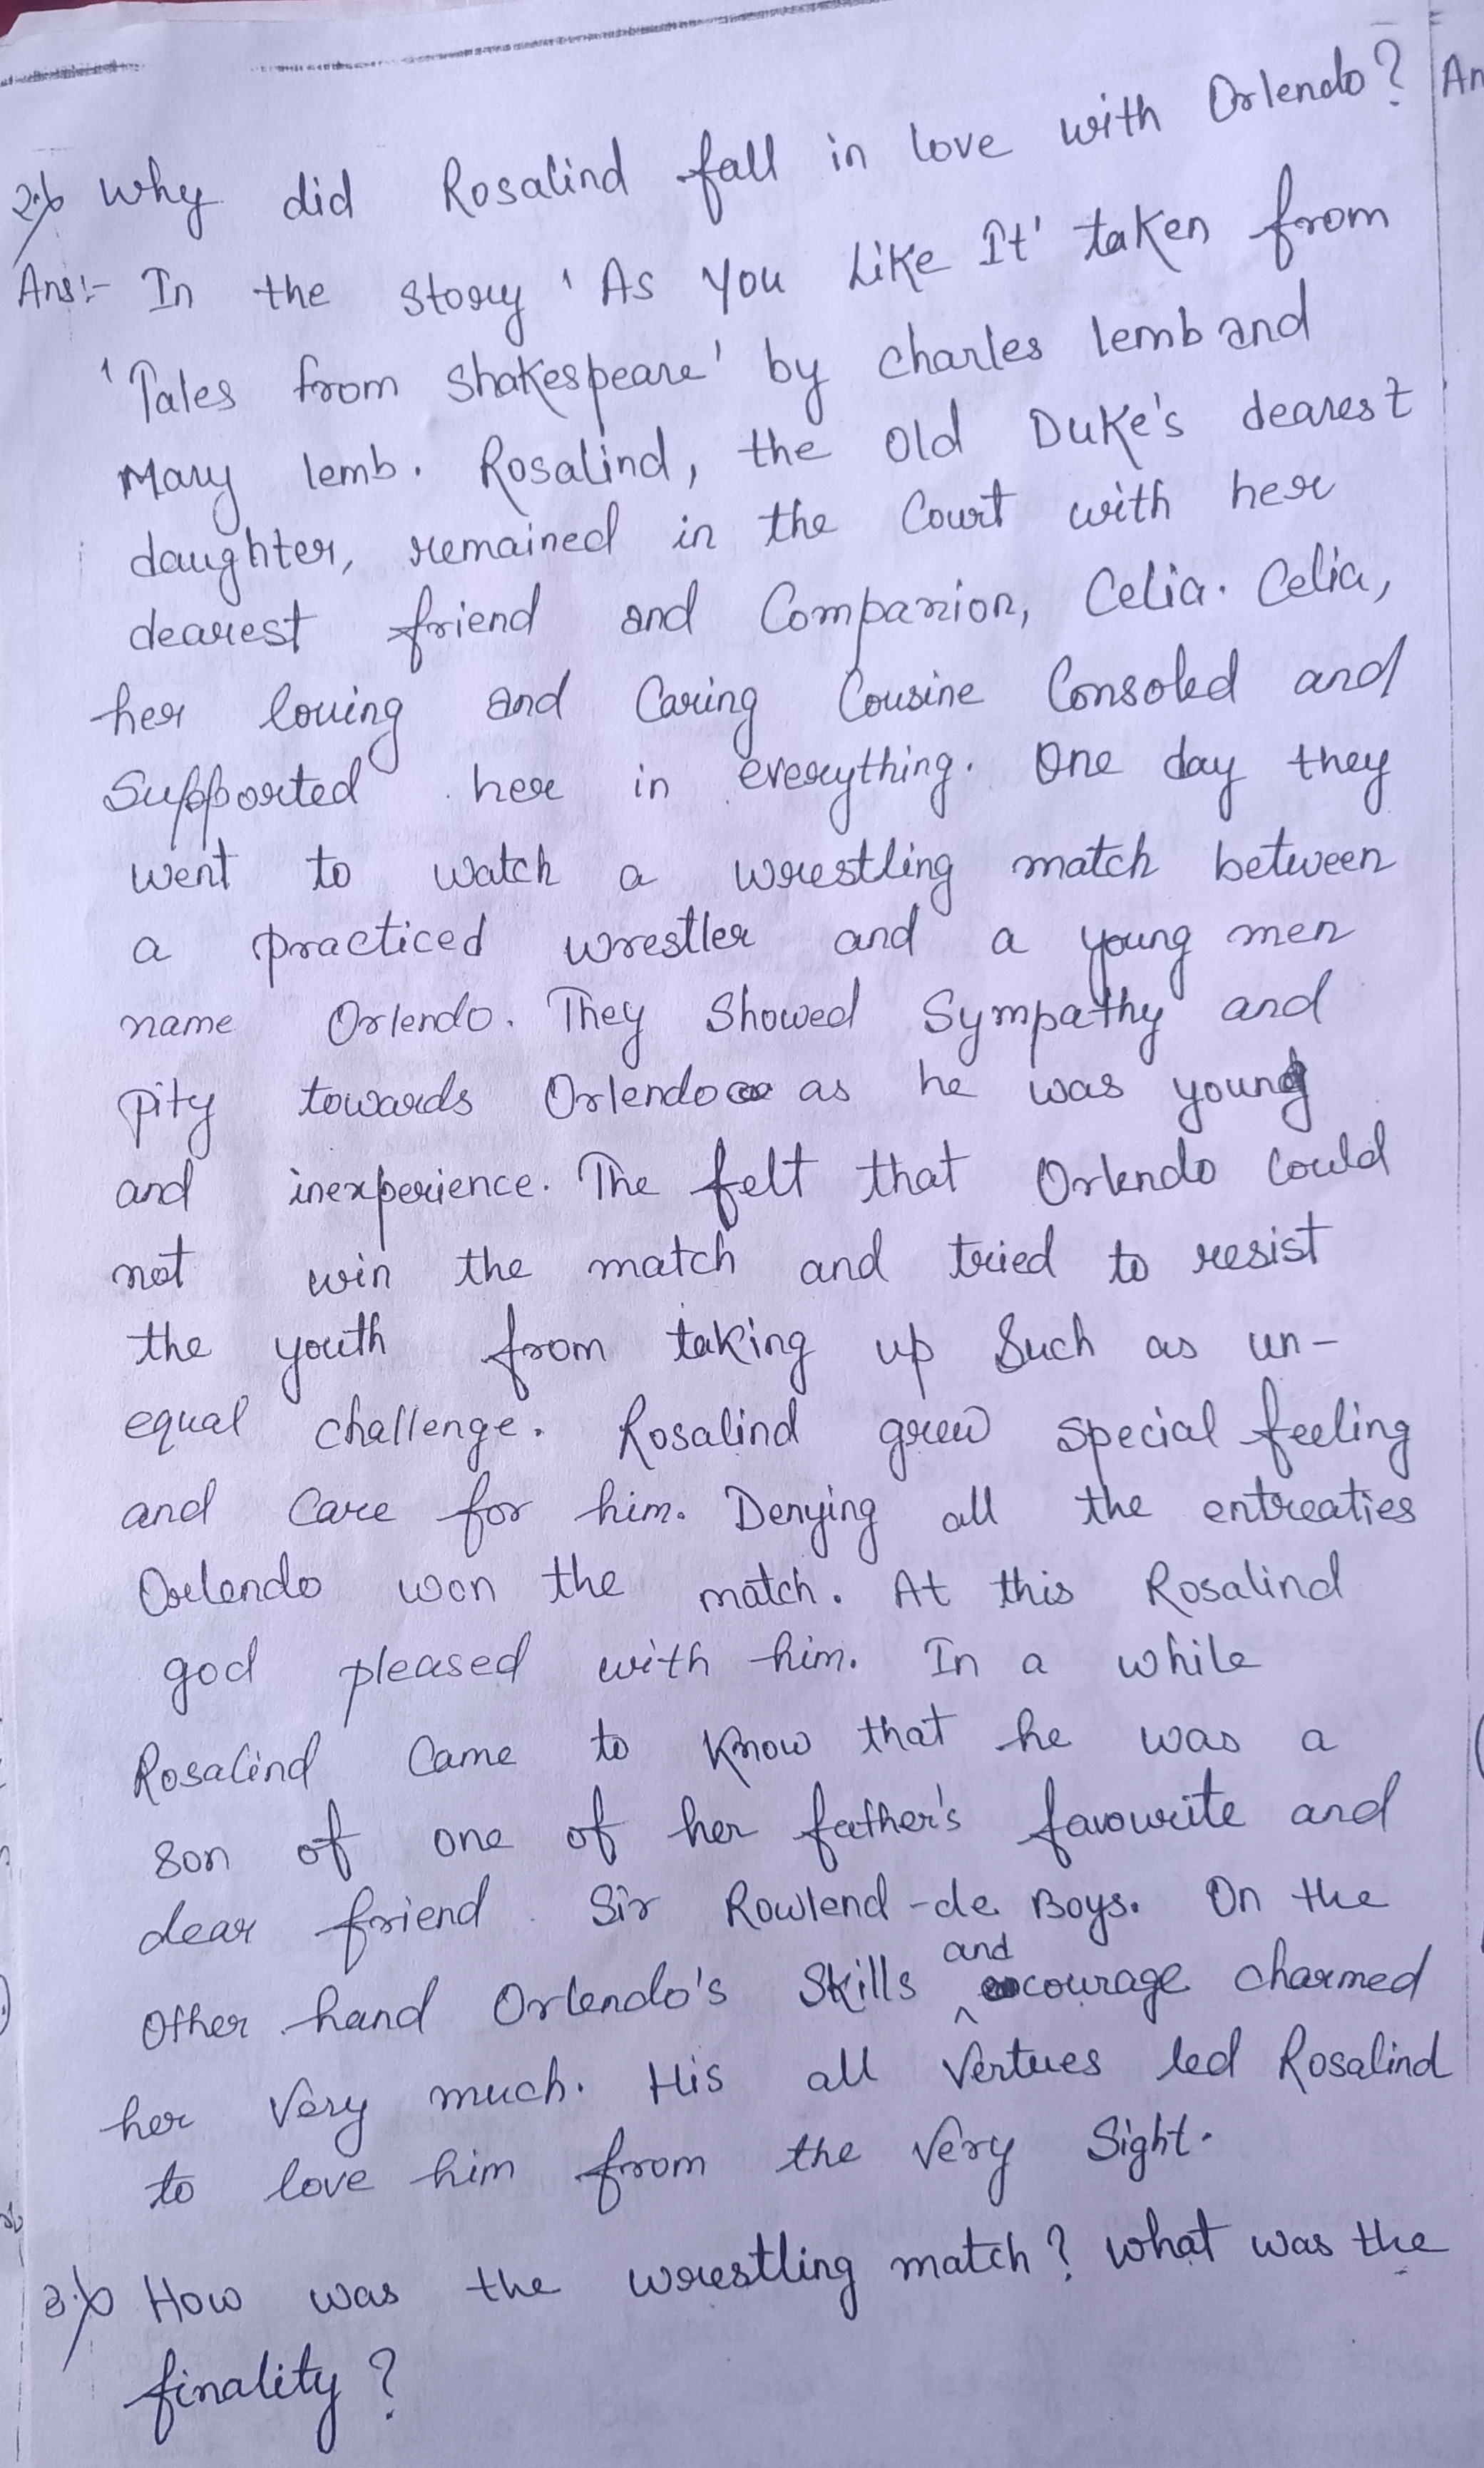 2.b Why did Rosalind fall in love with Orlendo? An
Ans:- In the story 'As You Like It' taken from
'Tales from Shakespeare' by charles lemb and
Mary lemb. Rosalind, the old Duke's dearest
daughter, remained in the Court with her
dearest friend and Companion, Celia. Celia,
her loving and Caring Cousine Consoled and
Supported her in everything. One day they
went to watch a wrestling match between
a practiced wrestler and a young men
name Orlendo. They Showed Sympathy and
pity towards Orlendo as he was young
and inexperience. The felt that Orlendo Could
not win the match and tried to resist
the youth from taking up Such as un-
equal challenge. Rosalind grew special feeling
and Care for him. Denying all the entreaties
Orlendo won the match. At this Rosalind
god pleased with him. In a while
Rosalind Came to Know that he was a
son of one of her father's favourite and
dear friend Sir Rowlend-de Boys. On the
Other hand Orlendo's Skills and courage charmed
her Very much. His all Vertues led Rosalind
to love him from the Very Sight.
3. How was the wrestling match? What was the
finality?